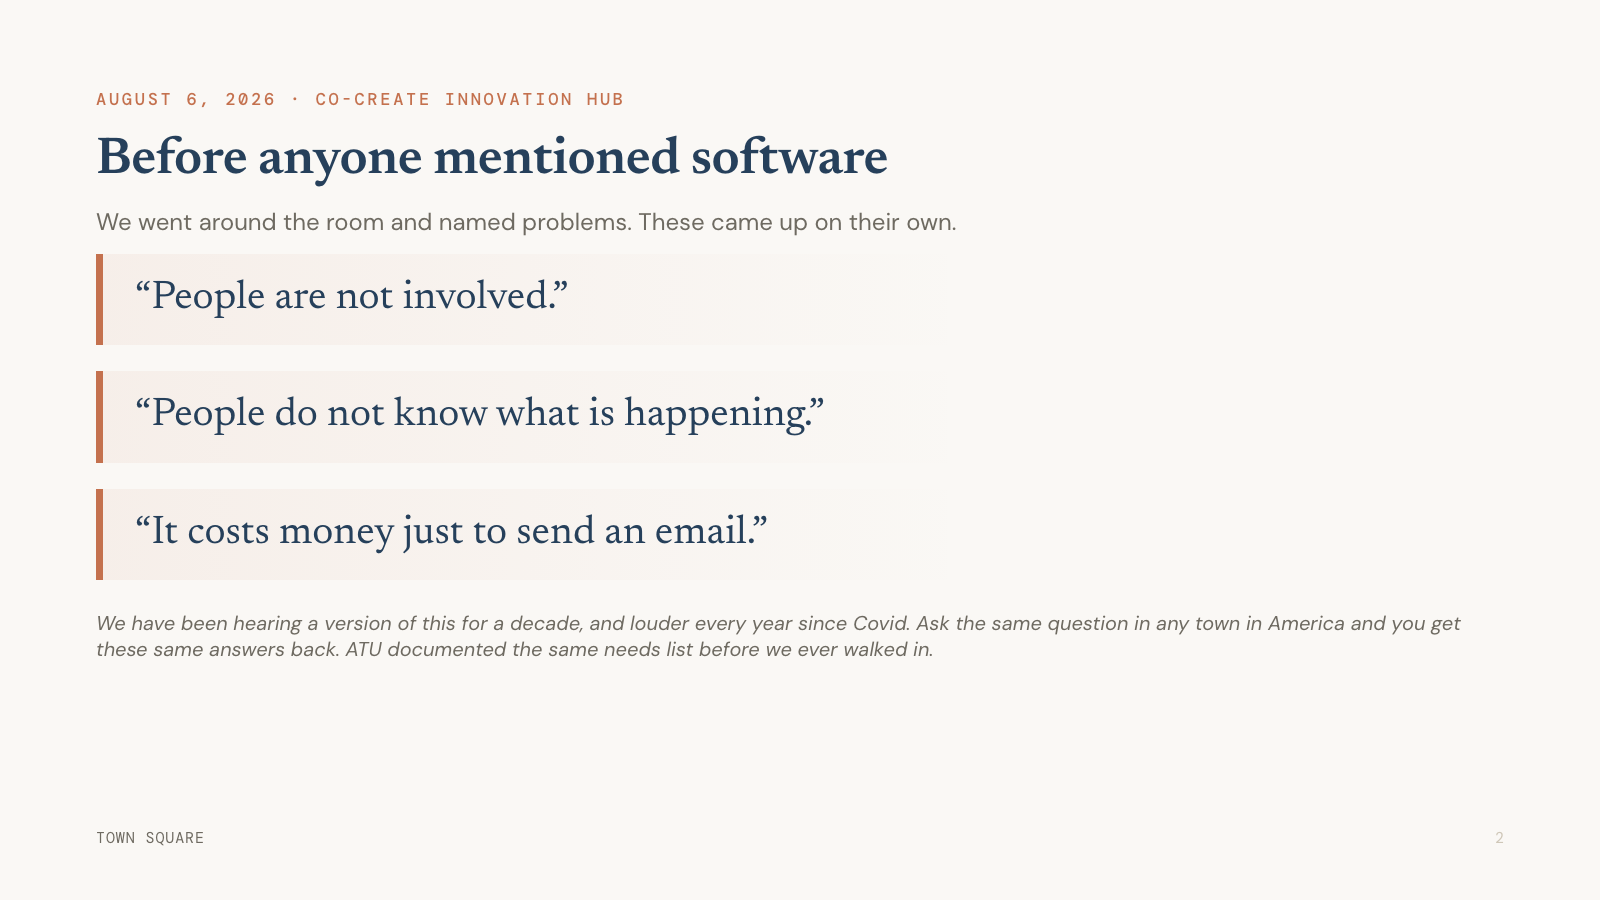 AUGUST 6, 2026 · CO-CREATE INNOVATION HUB
Before anyone mentioned software
We went around the room and named problems. These came up on their own.
“People are not involved.”
“People do not know what is happening.”
“It costs money just to send an email.”
We have been hearing a version of this for a decade, and louder every year since Covid. Ask the same question in any town in America and you get
these same answers back. ATU documented the same needs list before we ever walked in.
TOWN SQUARE
2